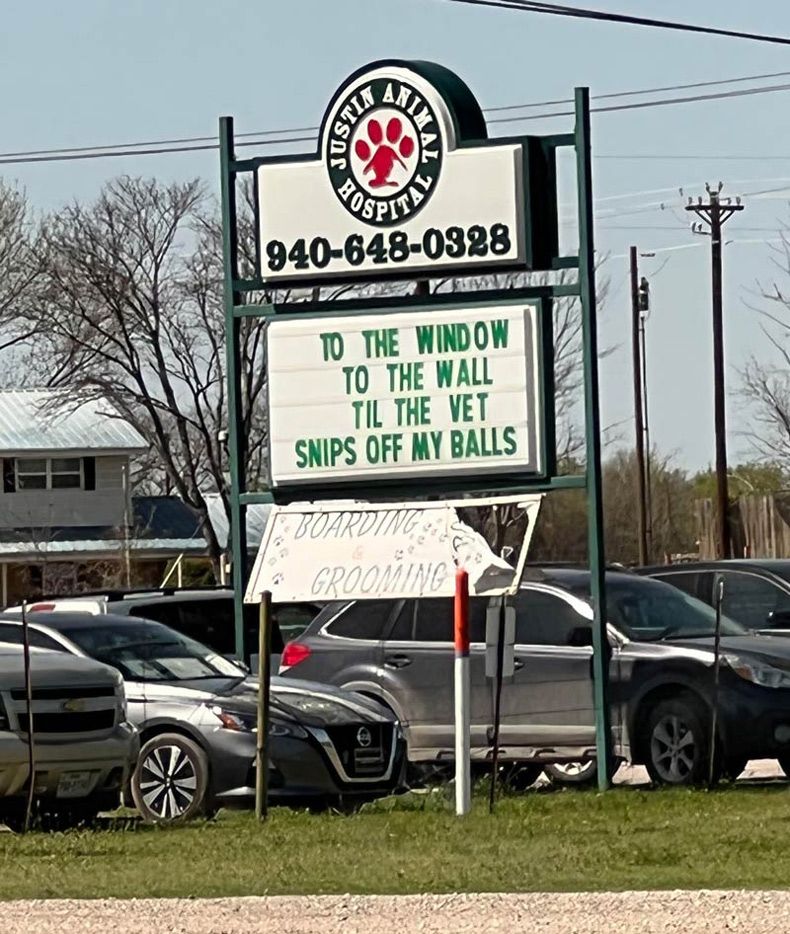 JUSTIN ANIMAL
HOSPITAL
940-648-0328
TO THE WINDOW
TO THE WALL
TIL THE VET
SNIPS OFF MY BALLS
BOARDING
&
GROOMING